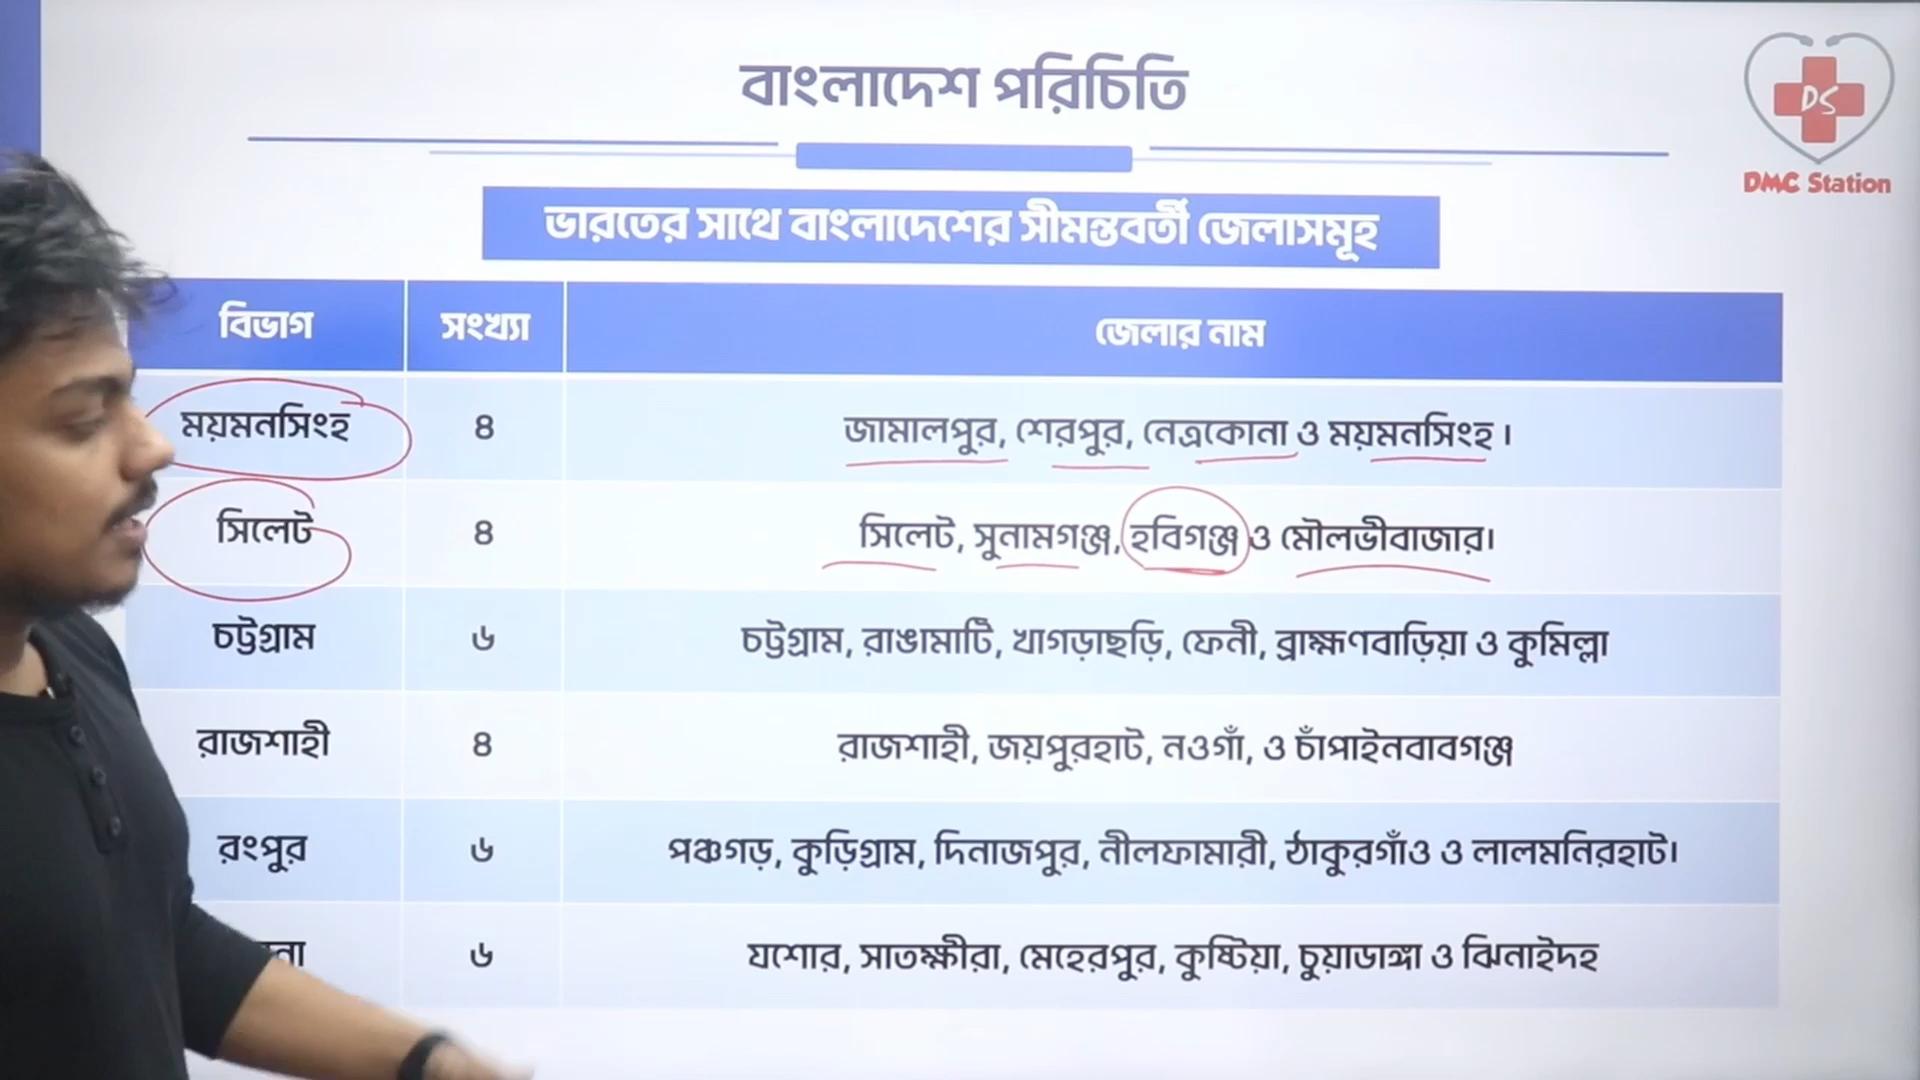 বাংলাদেশ পরিচিতি
DS
DMC Station
ভারতের সাথে বাংলাদেশের সীমন্তবর্তী জেলাসমূহ
বিভাগ সংখ্যা জেলার নাম
ময়মনসিংহ ৪ জামালপুর, শেরপুর, নেত্রকোনা ও ময়মনসিংহ ।
সিলেট ৪ সিলেট, সুনামগঞ্জ, হবিগঞ্জ ও মৌলভীবাজার।
চট্টগ্রাম ৬ চট্টগ্রাম, রাঙামাটি, খাগড়াছড়ি, ফেনী, ব্রাহ্মণবাড়িয়া ও কুমিল্লা
রাজশাহী ৪ রাজশাহী, জয়পুরহাট, নওগাঁ, ও চাঁপাইনবাবগঞ্জ
রংপুর ৬ পঞ্চগড়, কুড়িগ্রাম, দিনাজপুর, নীলফামারী, ঠাকুরগাঁও ও লালমনিরহাট।
৬ যশোর, সাতক্ষীরা, মেহেরপুর, কুষ্টিয়া, চুয়াডাঙ্গা ও ঝিনাইদহ